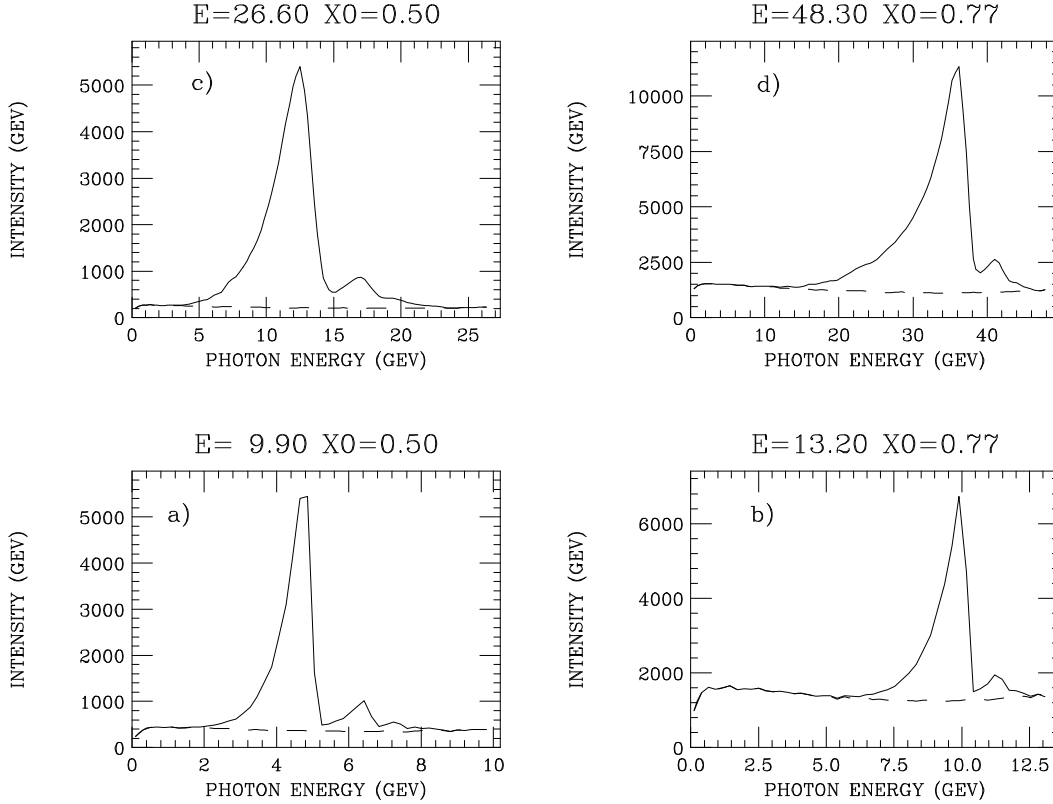 E=26.60 X0=0.50
c)
INTENSITY (GEV)
5000
4000
3000
2000
1000
0
0 5 10 15 20 25
PHOTON ENERGY (GEV)
E=48.30 X0=0.77
d)
INTENSITY (GEV)
10000
7500
5000
2500
0
0 10 20 30 40
PHOTON ENERGY (GEV)
E= 9.90 X0=0.50
a)
INTENSITY (GEV)
5000
4000
3000
2000
1000
0
0 2 4 6 8 10
PHOTON ENERGY (GEV)
E=13.20 X0=0.77
b)
INTENSITY (GEV)
6000
4000
2000
0
0.0 2.5 5.0 7.5 10.0 12.5
PHOTON ENERGY (GEV)